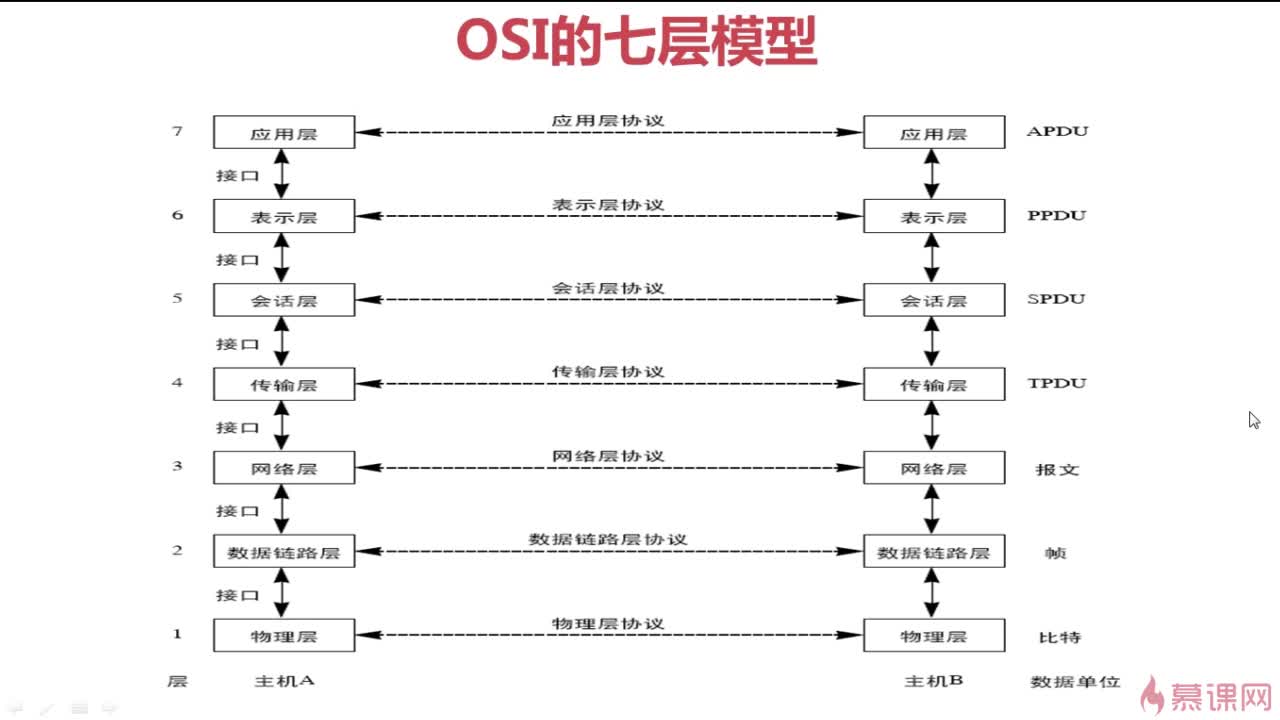 OSI的七层模型
应用层协议
7 应用层 应用层 APDU
接口
表示层协议
6 表示层 表示层 PPDU
接口
会话层协议
5 会话层 会话层 SPDU
接口
传输层协议
4 传输层 传输层 TPDU
接口
网络层协议
3 网络层 网络层 报文
接口
数据链路层协议
2 数据链路层 数据链路层 帧
接口
物理层协议
1 物理层 物理层 比特
层 主机A 主机B 数据单位
慕课网